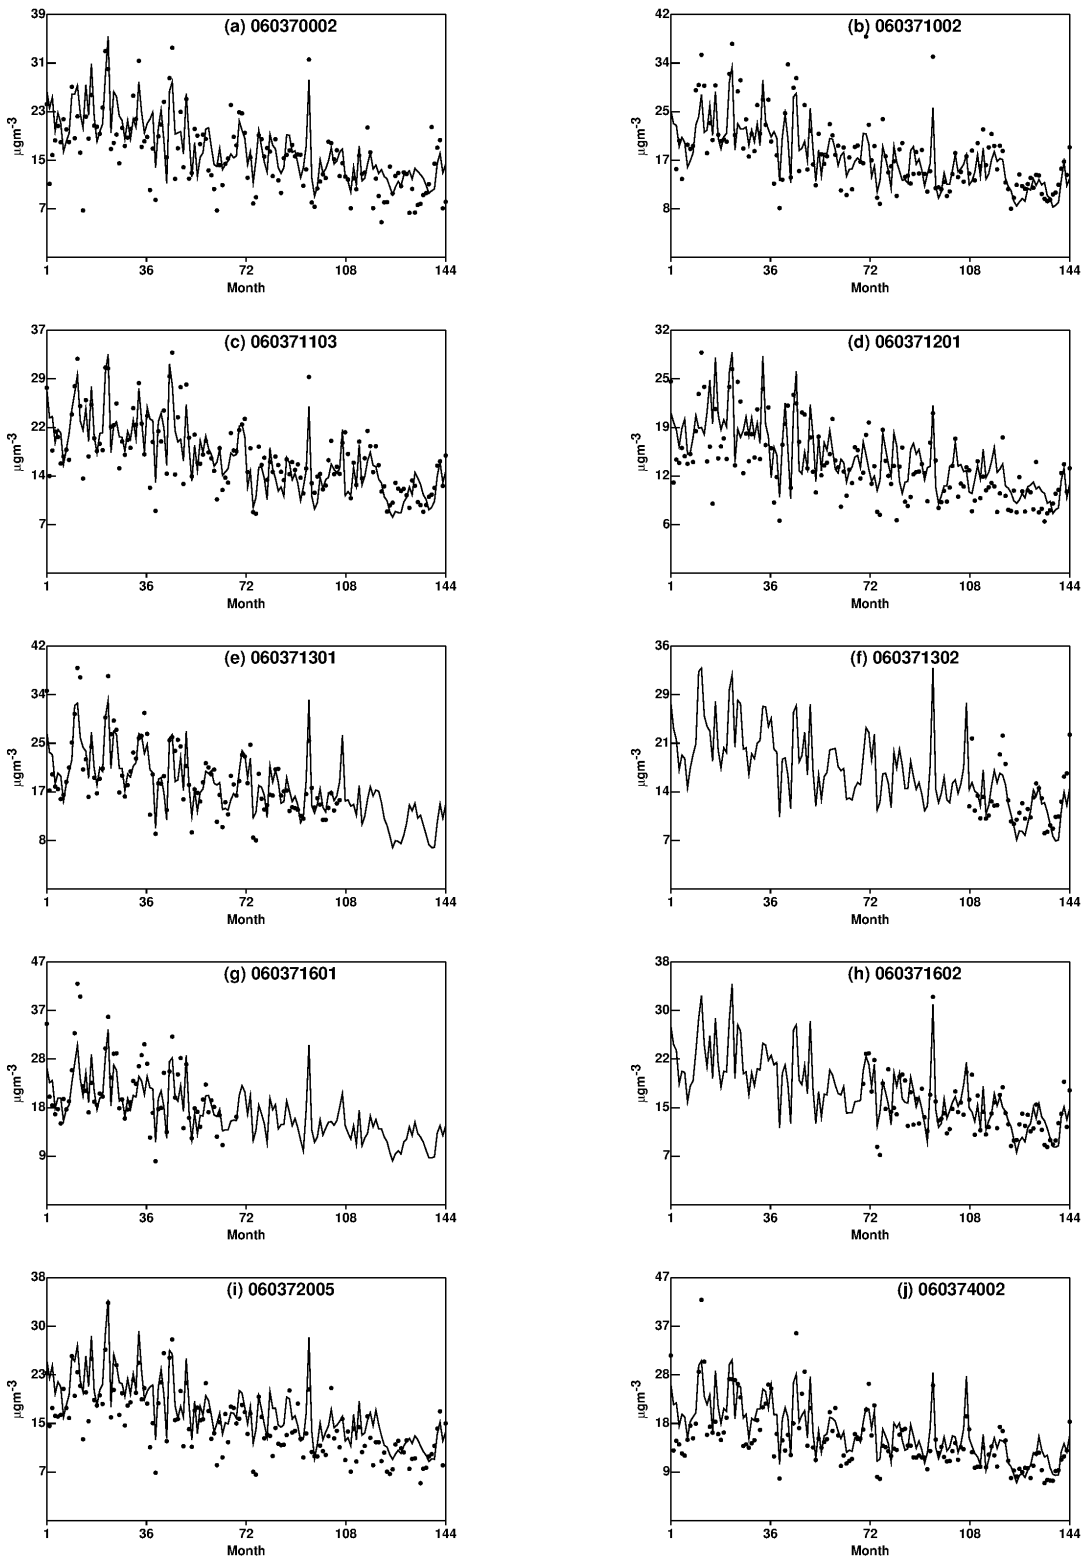 39
(a) 060370002
31
23
15
7
µgm-3
1 36 72 108 144
Month
42
(b) 060371002
34
25
17
8
µgm-3
1 36 72 108 144
Month
37
(c) 060371103
29
22
14
7
µgm-3
1 36 72 108 144
Month
32
(d) 060371201
25
19
12
6
µgm-3
1 36 72 108 144
Month
42
(e) 060371301
34
25
17
8
µgm-3
1 36 72 108 144
Month
36
(f) 060371302
29
21
14
7
µgm-3
1 36 72 108 144
Month
47
(g) 060371601
37
28
18
9
µgm-3
1 36 72 108 144
Month
38
(h) 060371602
30
22
15
7
µgm-3
1 36 72 108 144
Month
38
(i) 060372005
30
23
15
7
µgm-3
1 36 72 108 144
Month
47
(j) 060374002
37
28
18
9
µgm-3
1 36 72 108 144
Month